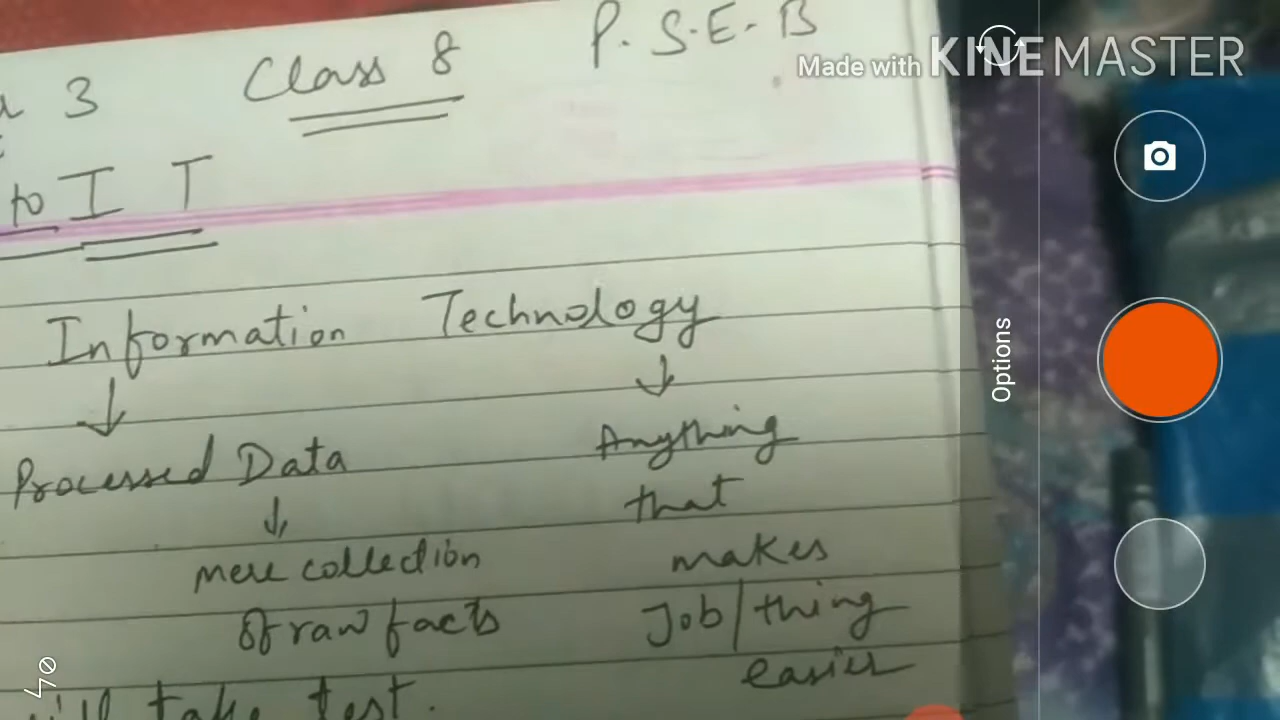 3 Class 8 P.S.E.B
Made with KINEMASTER
to IT
Information Technology
Processed Data
Anything
that
mere collection
makes
of raw facts
Job/thing
easier
take test.
Options